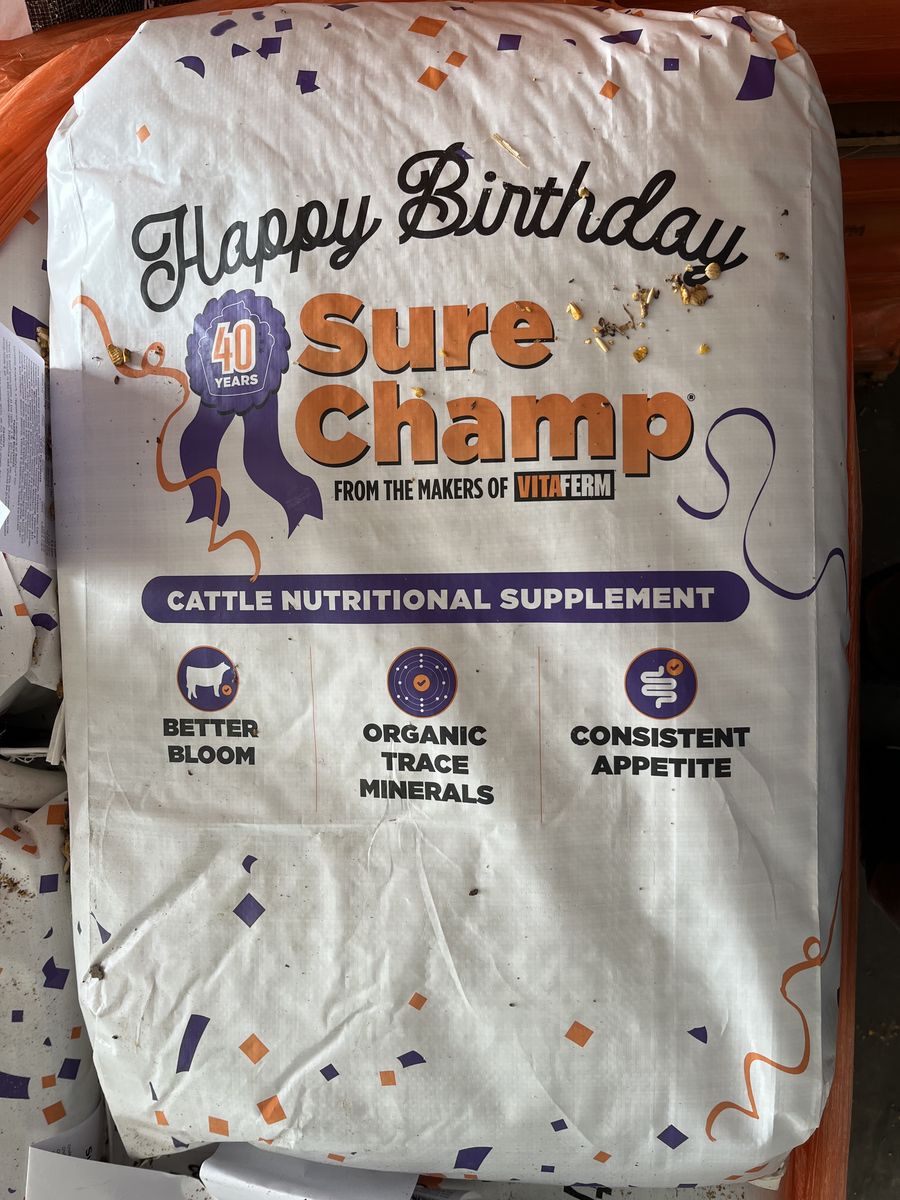 Happy Birthday
40
YEARS
Sure
Champ®
FROM THE MAKERS OF VITAFERM
CATTLE NUTRITIONAL SUPPLEMENT
BETTER
BLOOM
ORGANIC
TRACE
MINERALS
CONSISTENT
APPETITE